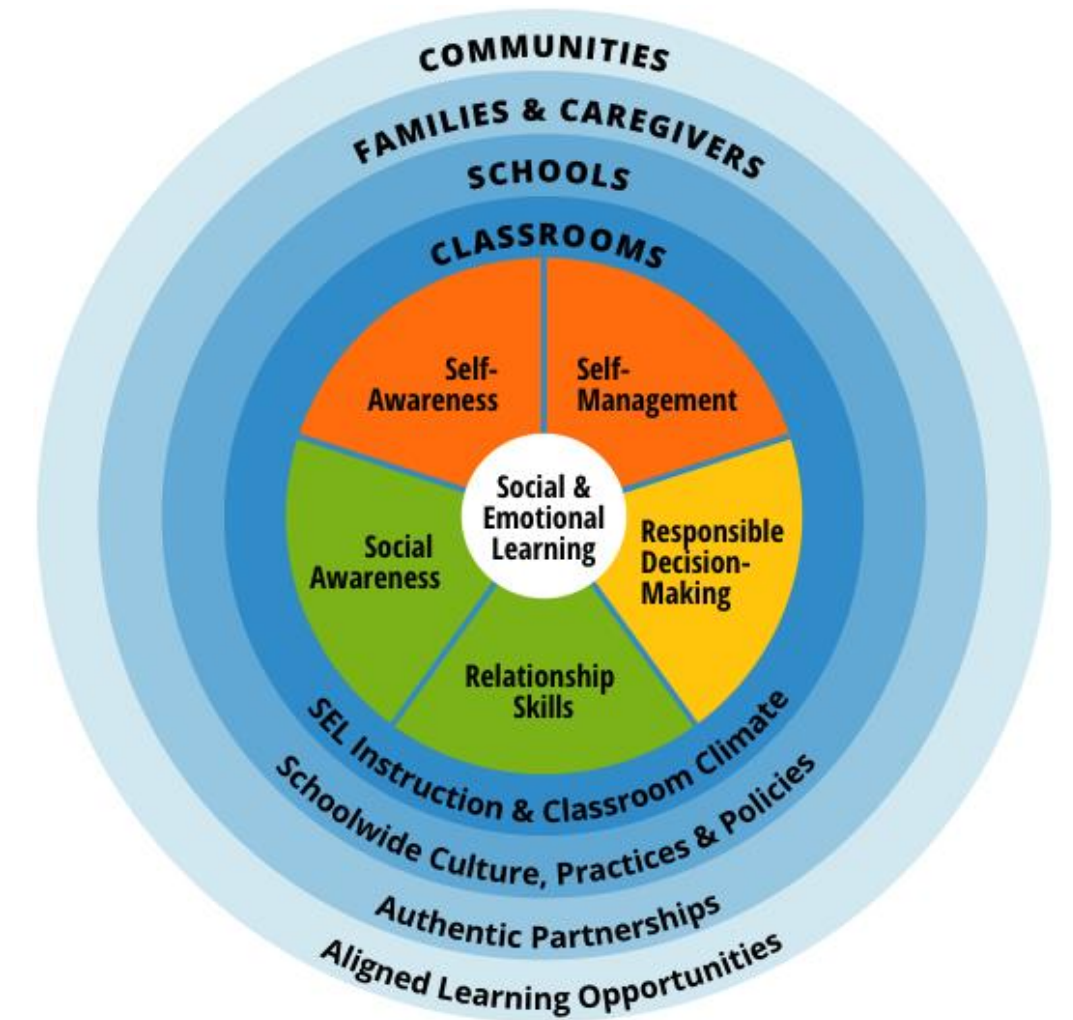 COMMUNITIES
FAMILIES & CAREGIVERS
SCHOOLS
CLASSROOMS
Self-
Awareness
Self-
Management
Social &
Emotional
Learning
Social
Awareness
Responsible
Decision-
Making
Relationship
Skills
SEL Instruction & Classroom Climate
Schoolwide Culture, Practices & Policies
Authentic Partnerships
Aligned Learning Opportunities